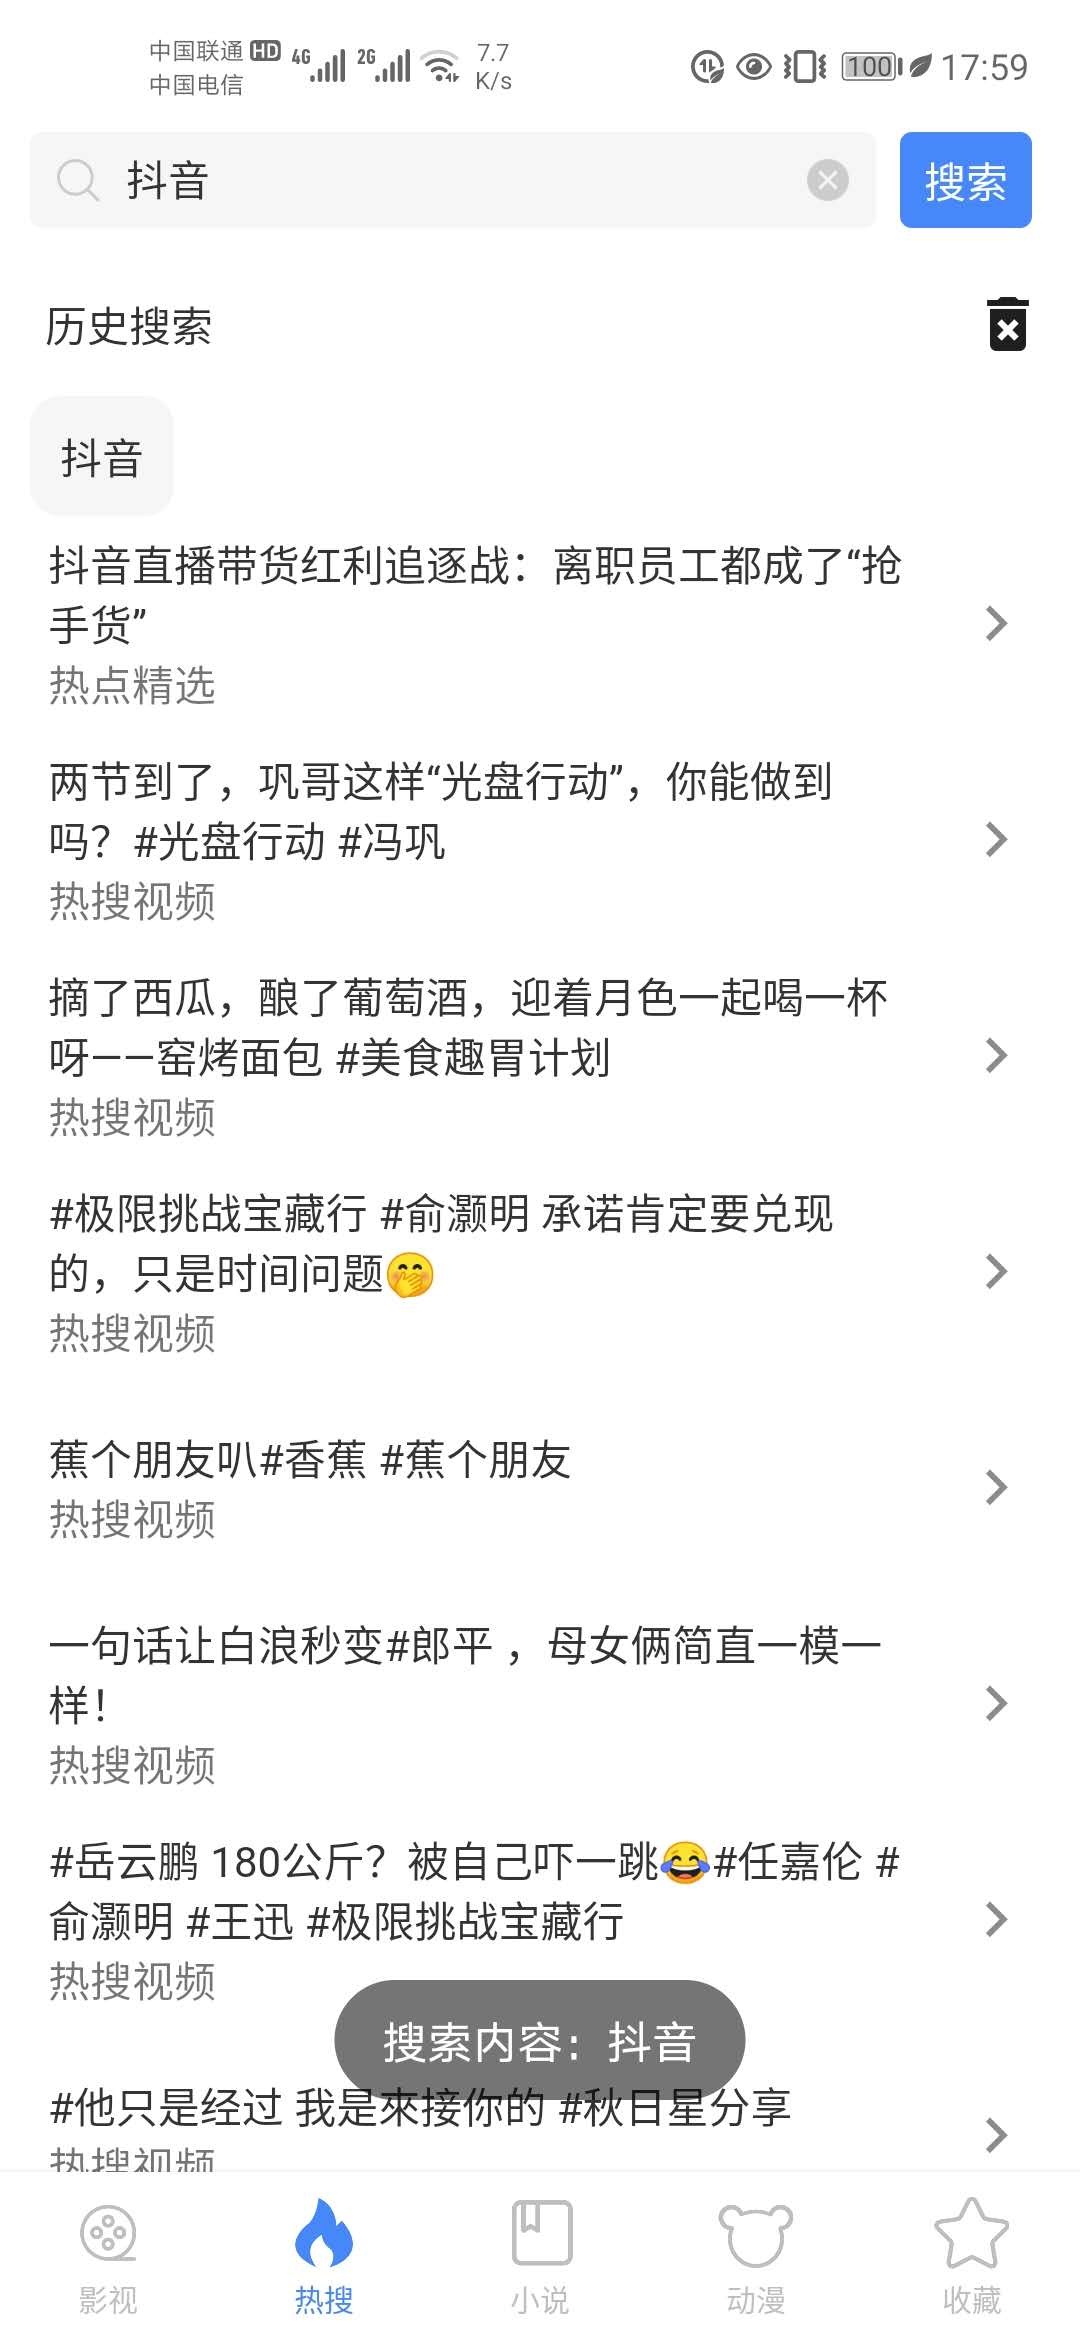 中国联通 HD 4G 2G 7.7 K/s 100 17:59
中国电信
抖音
搜索
历史搜索
抖音
抖音直播带货红利追逐战：离职员工都成了“抢
手货”
热点精选
两节到了，巩哥这样“光盘行动”，你能做到
吗？#光盘行动 #冯巩
热搜视频
摘了西瓜，酿了葡萄酒，迎着月色一起喝一杯
呀——窑烤面包 #美食趣胃计划
热搜视频
#极限挑战宝藏行 #俞灏明 承诺肯定要兑现
的，只是时间问题🤭
热搜视频
蕉个朋友叭#香蕉 #蕉个朋友
热搜视频
一句话让白浪秒变#郎平 ，母女俩简直一模一
样！
热搜视频
#岳云鹏 180公斤？被自己吓一跳😂#任嘉伦 #
俞灏明 #王迅 #极限挑战宝藏行
热搜视频
搜索内容：抖音
#他只是经过 我是來接你的 #秋日星分享
热搜视频
影视
热搜
小说
动漫
收藏